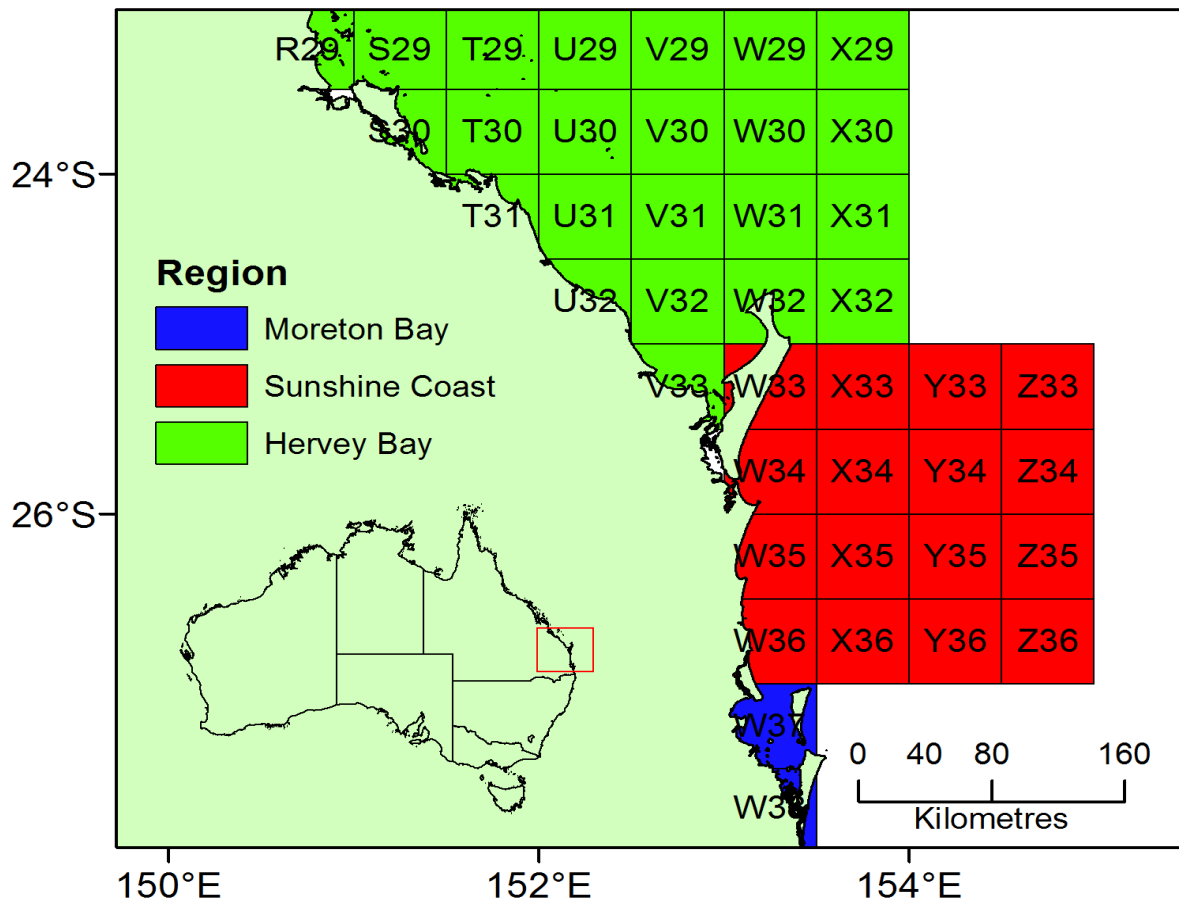 R29 S29 T29 U29 V29 W29 X29
S30 T30 U30 V30 W30 X30
24°S
T31 U31 V31 W31 X31
Region
U32 V32 W32 X32
Moreton Bay
Sunshine Coast
V33 W33 X33 Y33 Z33
Hervey Bay
W34 X34 Y34 Z34
26°S
W35 X35 Y35 Z35
W36 X36 Y36 Z36
W37
0 40 80 160
W38
Kilometres
150°E 152°E 154°E